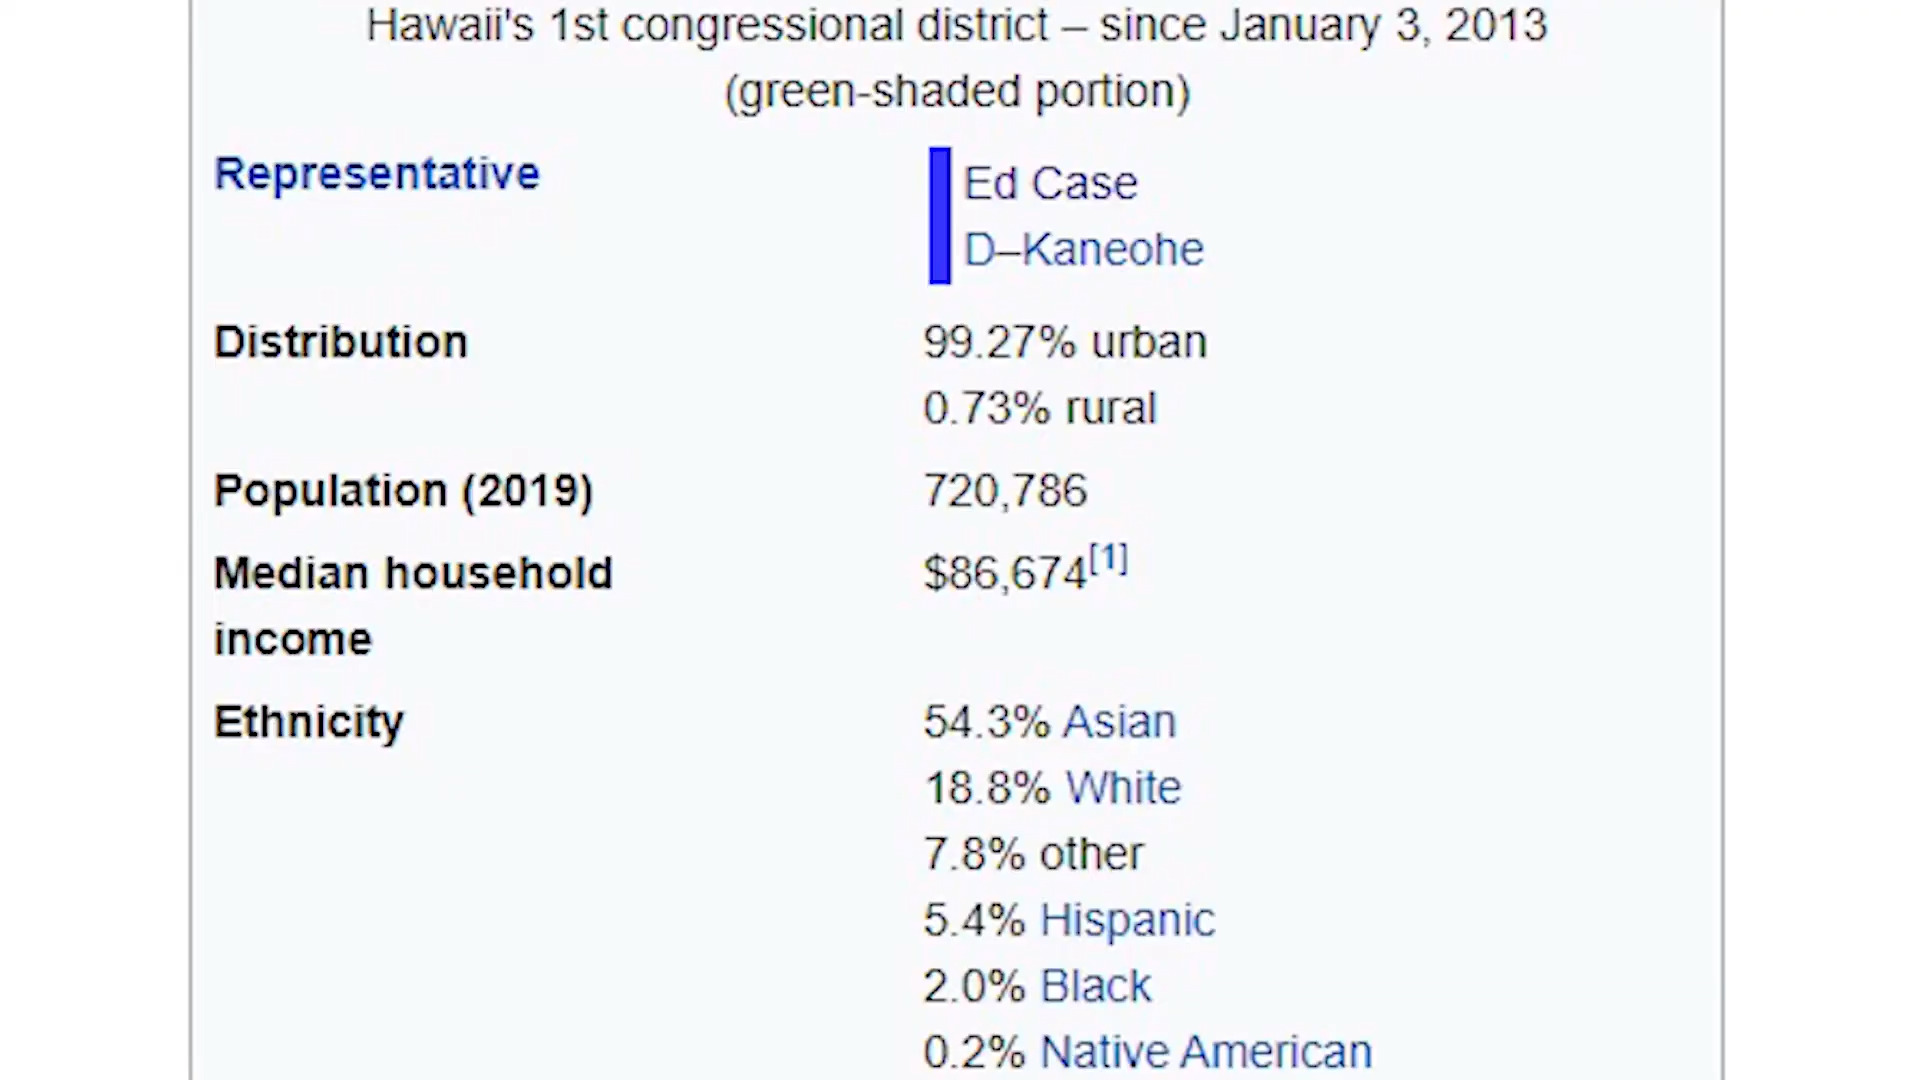 Hawaii's 1st congressional district – since January 3, 2013
(green-shaded portion)
Representative
Ed Case
D–Kaneohe
Distribution
99.27% urban
0.73% rural
Population (2019)
720,786
Median household
income
$86,674[1]
Ethnicity
54.3% Asian
18.8% White
7.8% other
5.4% Hispanic
2.0% Black
0.2% Native American